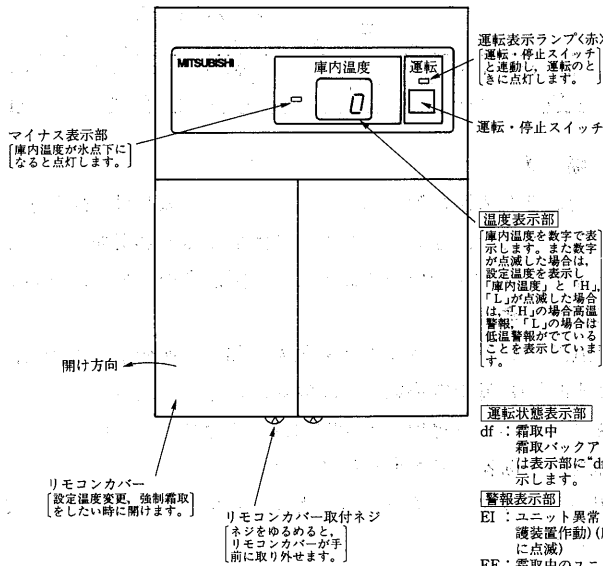 MITSUBISHI
庫内温度
運転
0
運転表示ランプ<赤>
運転・停止スイッチ
と連動し、運転のと
きに点灯します。
運転・停止スイッチ
マイナス表示部
庫内温度が氷点下に
なると点灯します。
温度表示部
庫内温度を数字で表
示します。また数字
が点滅した場合は、
設定温度を表示し
「庫内温度」と「H」,
「L」が点滅した場合
は、「H」の場合高温
警報,「L」の場合は
低温警報がでている
ことを表示していま
す。
開け方向
リモコンカバー
設定温度変更, 強制霜取
をしたい時に開けます。
リモコンカバー取付ネジ
ネジをゆるめると,
リモコンカバーが手
前に取り外せます。
運転状態表示部
df : 霜取中
霜取バックア
は表示部に"df
示します。
警報表示部
EI : ユニット異常
護装置作動)(
に点滅)
EE : 霜取中のユニ